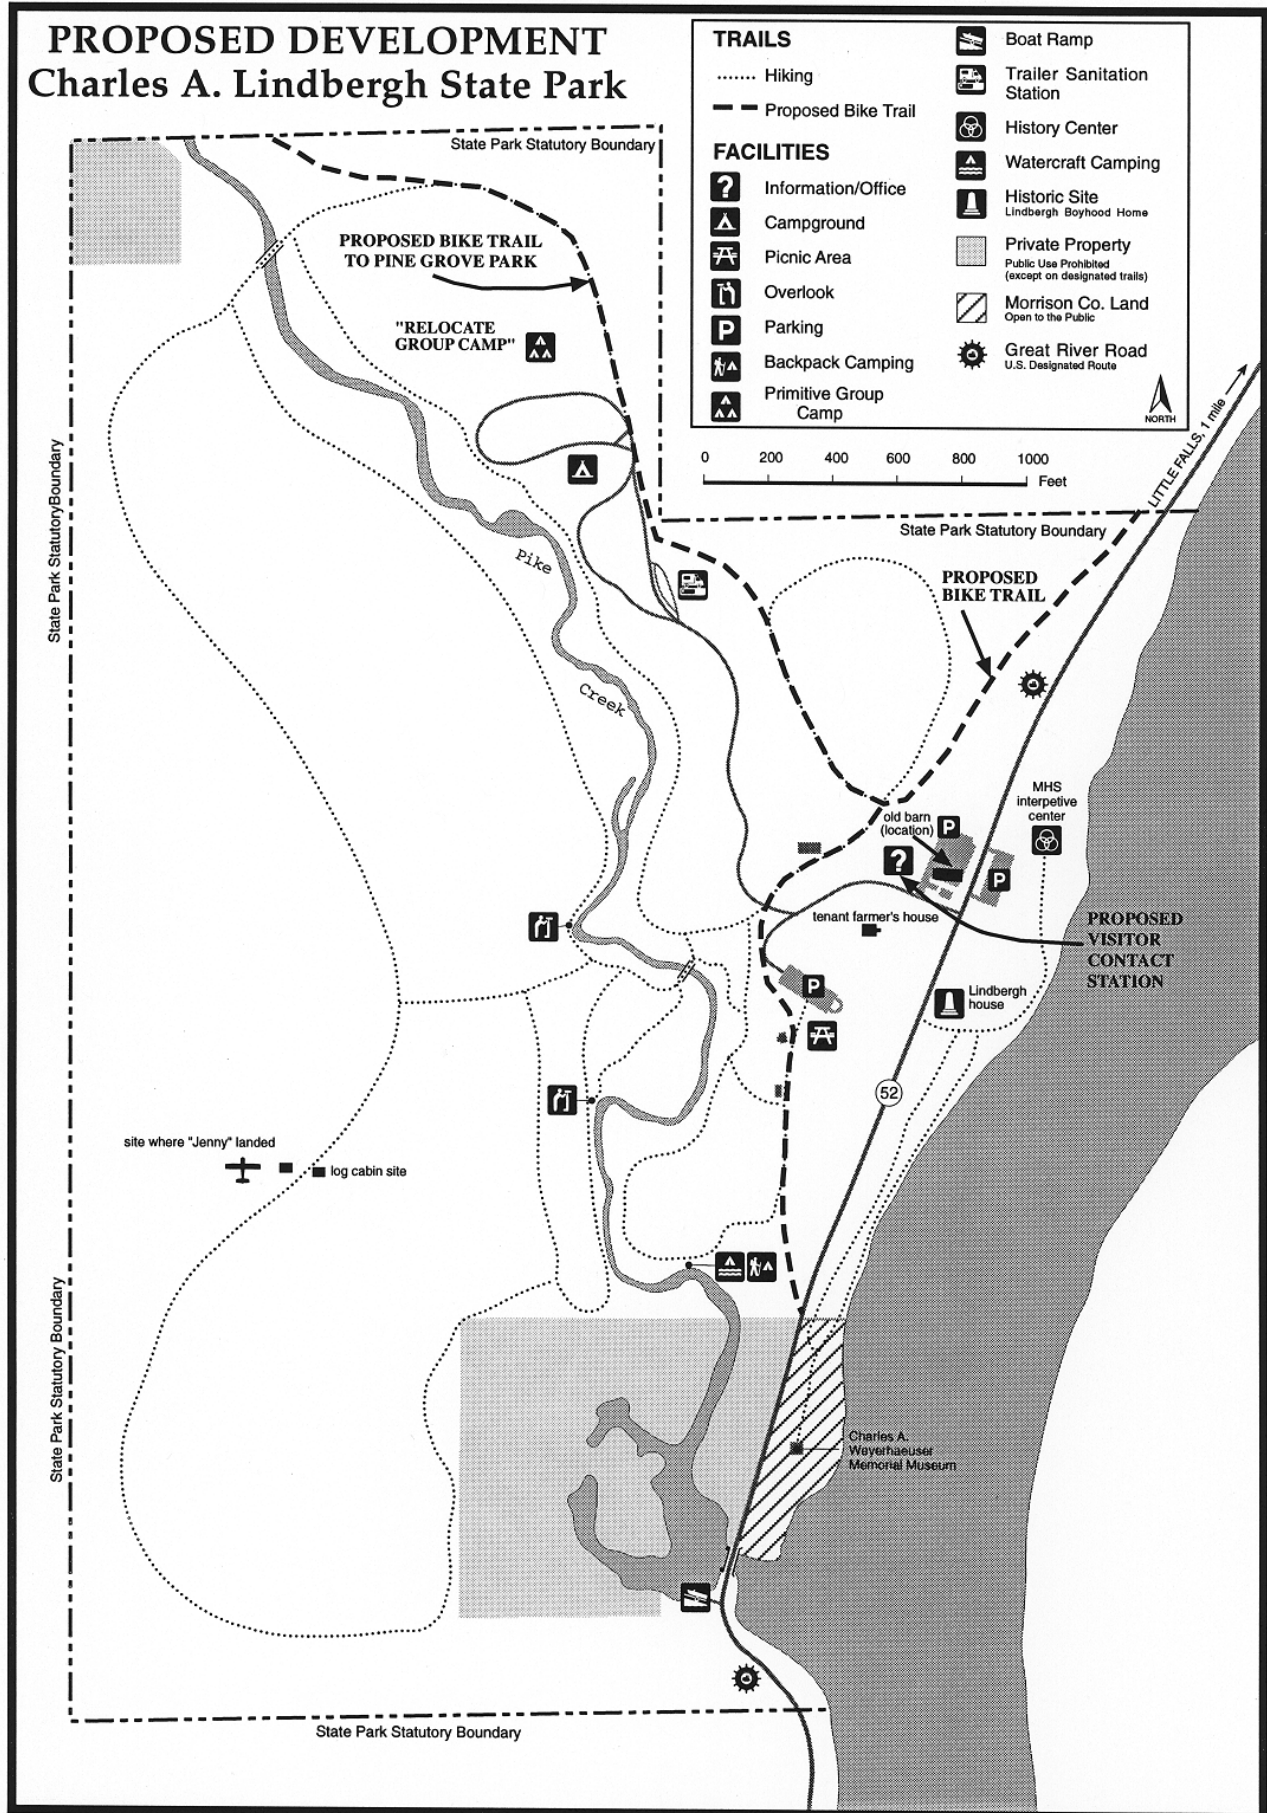 PROPOSED DEVELOPMENT
Charles A. Lindbergh State Park
TRAILS
Hiking
Proposed Bike Trail
FACILITIES
Information/Office
Campground
Picnic Area
Overlook
Parking
Backpack Camping
Primitive Group
Camp
Boat Ramp
Trailer Sanitation
Station
History Center
Watercraft Camping
Historic Site
Lindbergh Boyhood Home
Private Property
Public Use Prohibited
(except on designated trails)
Morrison Co. Land
Open to the Public
Great River Road
U.S. Designated Route
NORTH
?
P
0 200 400 600 800 1000
Feet
LITTLE FALLS, 1 mile
State Park Statutory Boundary
PROPOSED BIKE TRAIL
TO PINE GROVE PARK
"RELOCATE
GROUP CAMP"
State Park StatutoryBoundary
State Park Statutory Boundary
Pike
Creek
PROPOSED
BIKE TRAIL
MHS
interpetive
center
old barn
(location)
P
?
P
tenant farmer's house
PROPOSED
VISITOR
CONTACT
STATION
P
Lindbergh
house
52
site where "Jenny" landed
log cabin site
State Park Statutory Boundary
Charles A.
Weyerhaeuser
Memorial Museum
State Park Statutory Boundary